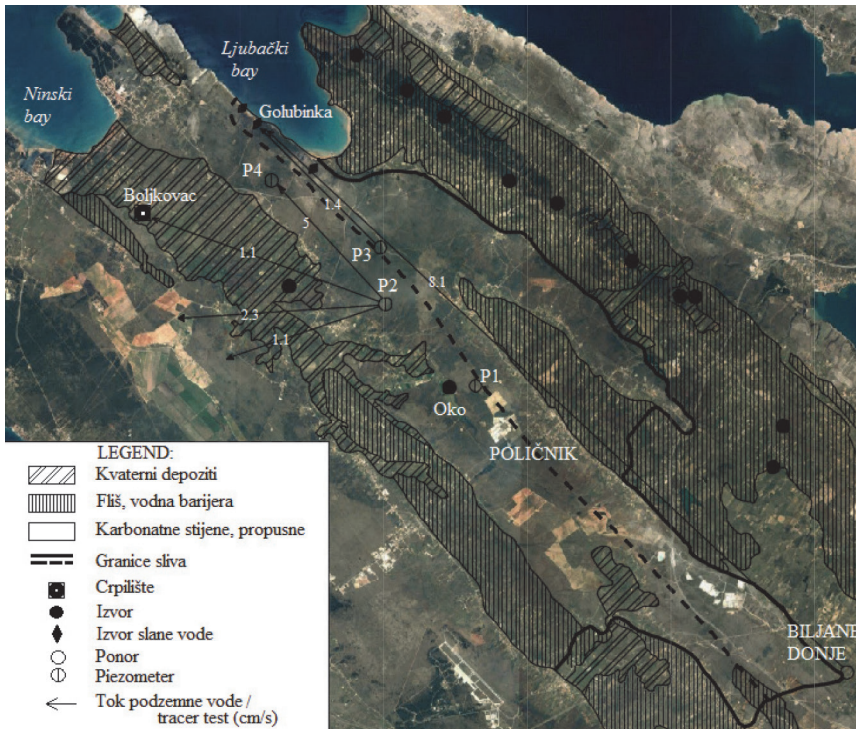 Ljubački
bay
Ninski
bay
Golubinka
P4
Boljkovac
1.4
5
P3
1.1
8.1
P2
2,3
1.1
P1
Oko
POLIČNIK
LEGEND:
Kvaterni depoziti
Fliš, vodna barijera
Karbonatne stijene, propusne
Granice sliva
Crpilište
Izvor
Izvor slane vode
Ponor
Piezometer
Tok podzemne vode /
tracer test (cm/s)
BILJANE
DONJE